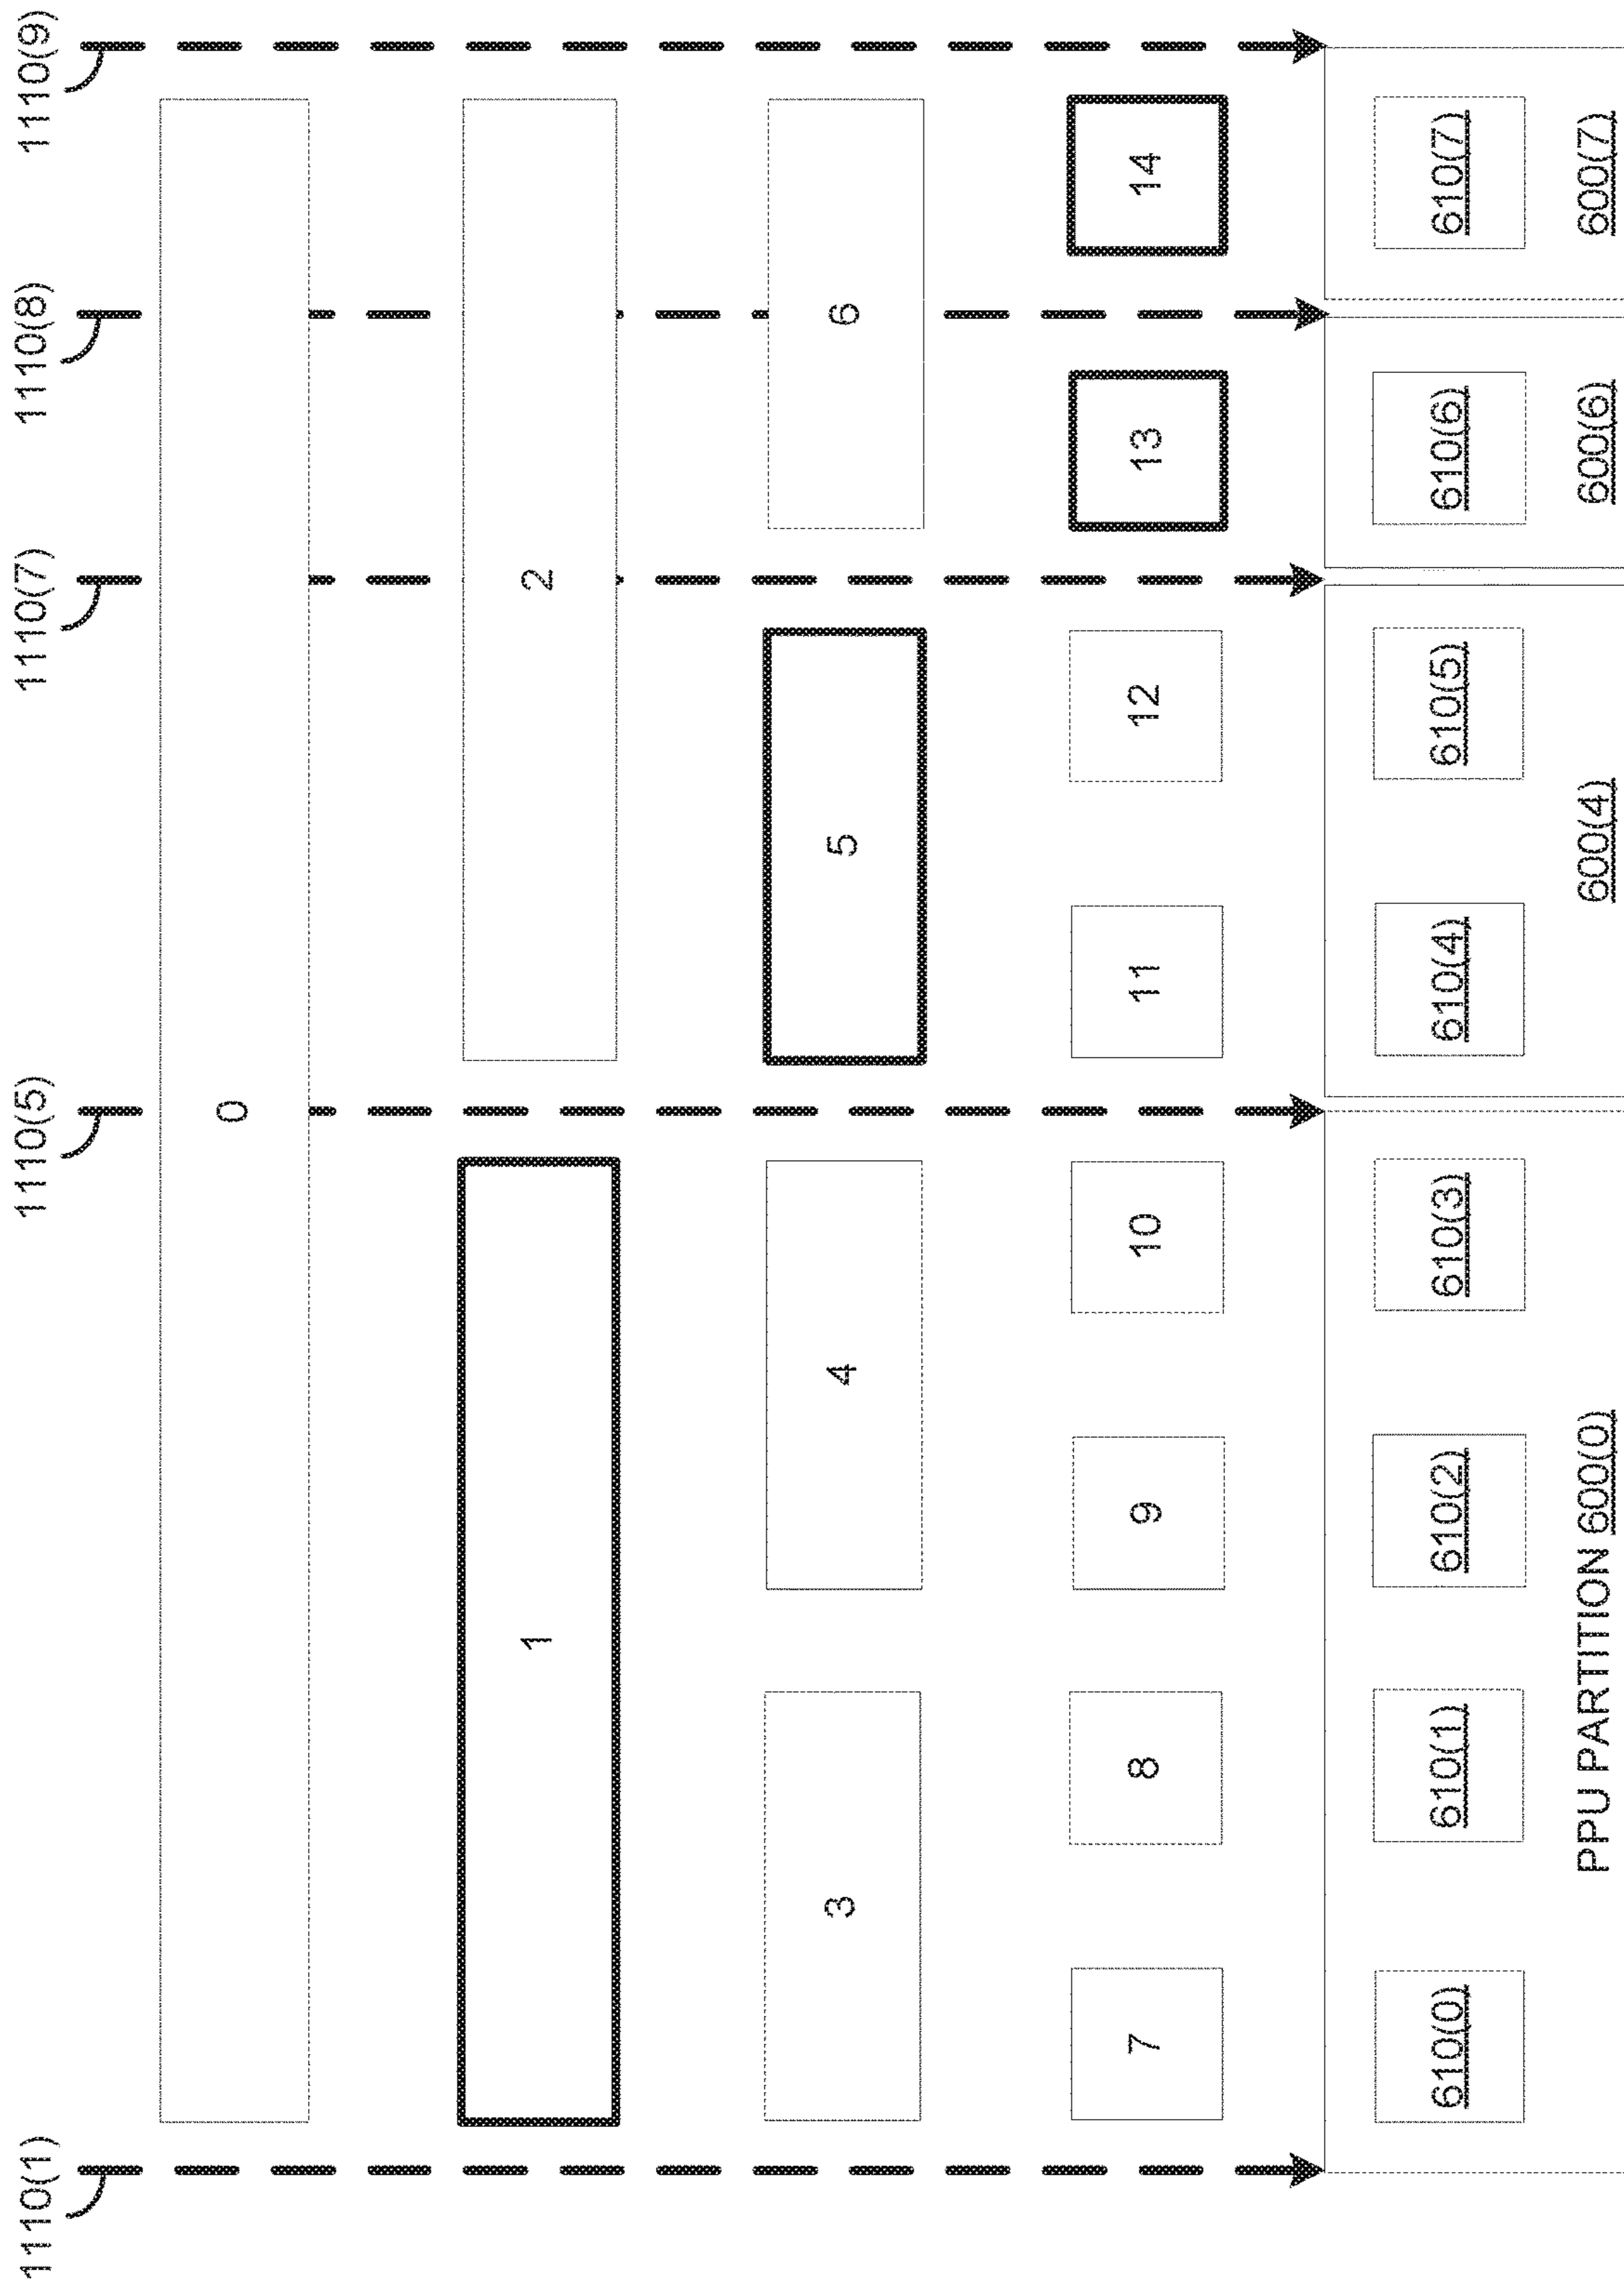 1110(1) 1110(5) 1110(7) 1110(8) 1110(9)
0
1 2
3 4 5 6
7 8 9 10 11 12 13 14
610(0) 610(1) 610(2) 610(3) 610(4) 610(5) 610(6) 610(7)
PPU PARTITION 600(0) 600(4) 600(6) 600(7)